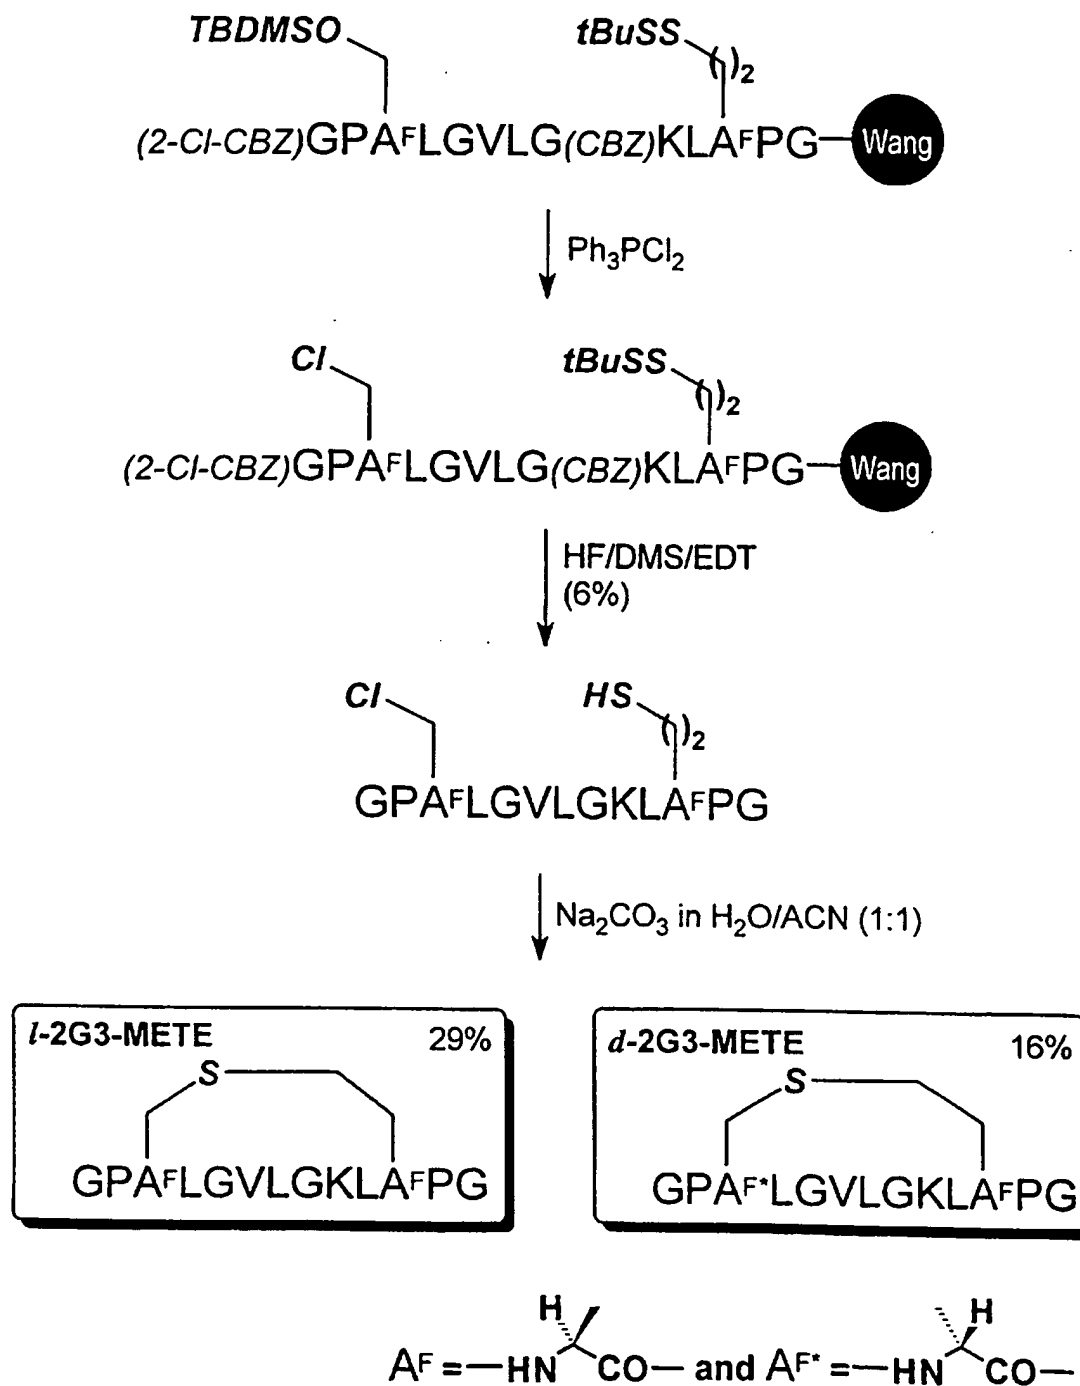 TBDMSO tBuSS
( )2
(2-Cl-CBZ)GPAFLGVLG(CBZ)KLAFPG Wang
Ph3PCl2
Cl tBuSS
( )2
(2-Cl-CBZ)GPAFLGVLG(CBZ)KLAFPG Wang
HF/DMS/EDT
(6%)
Cl HS
( )2
GPAFLGVLGKLAFPG
Na2CO3 in H2O/ACN (1:1)
l-2G3-METE 29%
S
GPAFLGVLGKLAFPG
d-2G3-METE 16%
S
GPAF*LGVLGKLAFPG
H H
AF = —HN CO— and AF* = —HN CO—